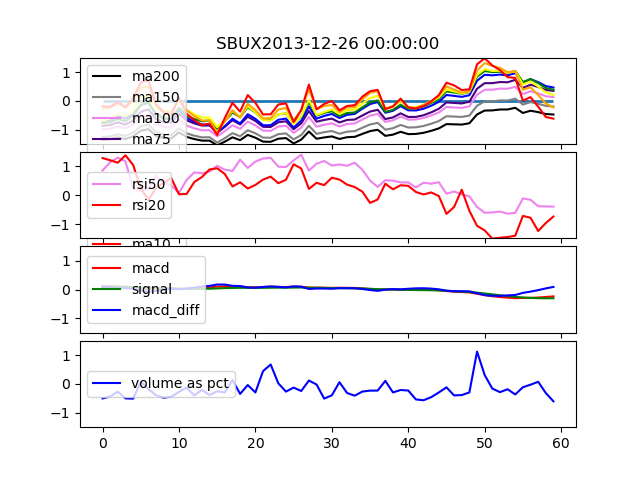 SBUX2013-12-26 00:00:00
1
0
−1
ma200
ma150
ma100
ma75
1
0
−1
rsi50
rsi20
ma10
1
0
−1
macd
signal
macd_diff
1
0
−1
volume as pct
0 10 20 30 40 50 60